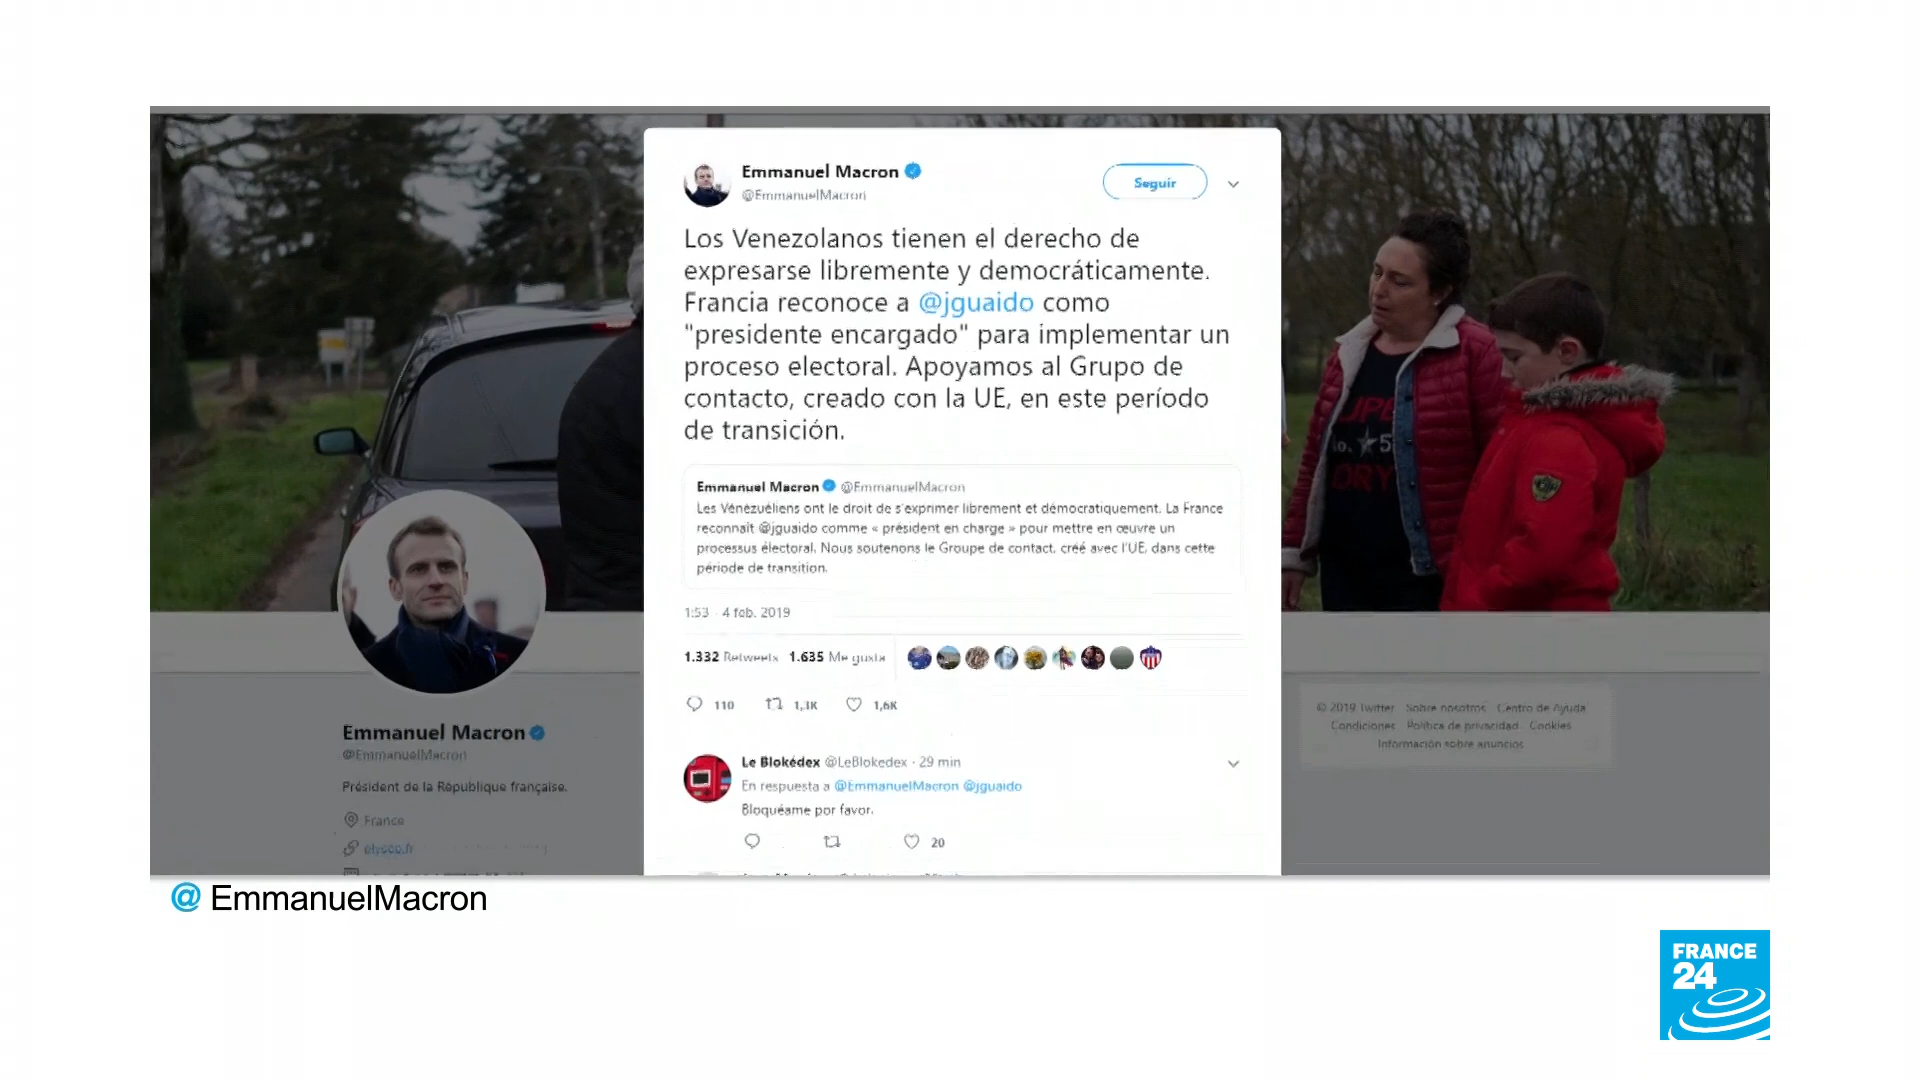 Emmanuel Macron
@EmmanuelMacron
Seguir
Los Venezolanos tienen el derecho de
expresarse libremente y democráticamente.
Francia reconoce a @jguaido como
"presidente encargado" para implementar un
proceso electoral. Apoyamos al Grupo de
contacto, creado con la UE, en este período
de transición.
Emmanuel Macron @EmmanuelMacron
Les Vénézuéliens ont le droit de s'exprimer librement et démocratiquement. La France
reconnaît @jguaido comme « président en charge » pour mettre en œuvre un
processus électoral. Nous soutenons le Groupe de contact, créé avec l'UE, dans cette
période de transition.
1:53 - 4 feb. 2019
1.332 Retweets 1.635 Me gusta
110 1,3K 1,6K
Le Blokédex @LeBlokedex · 29 min
En respuesta a @EmmanuelMacron @jguaido
Bloquéame por favor.
20
Emmanuel Macron
@EmmanuelMacron
Président de la République française.
France
elysee.fr
© 2019 Twitter Sobre nosotros Centro de Ayuda
Condiciones Política de privacidad Cookies
Información sobre anuncios
No. 5
DRY
@ EmmanuelMacron
FRANCE
24